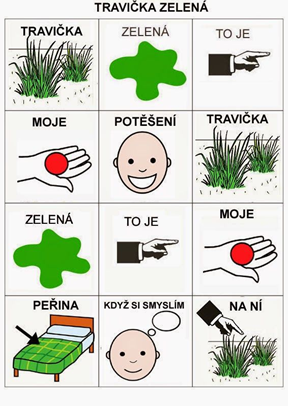 TRAVIČKA ZELENÁ
TRAVIČKA
ZELENÁ
TO JE
MOJE
POTĚŠENÍ
TRAVIČKA
ZELENÁ
TO JE
MOJE
PEŘINA
KDYŽ SI SMYSLÍM
NA NÍ